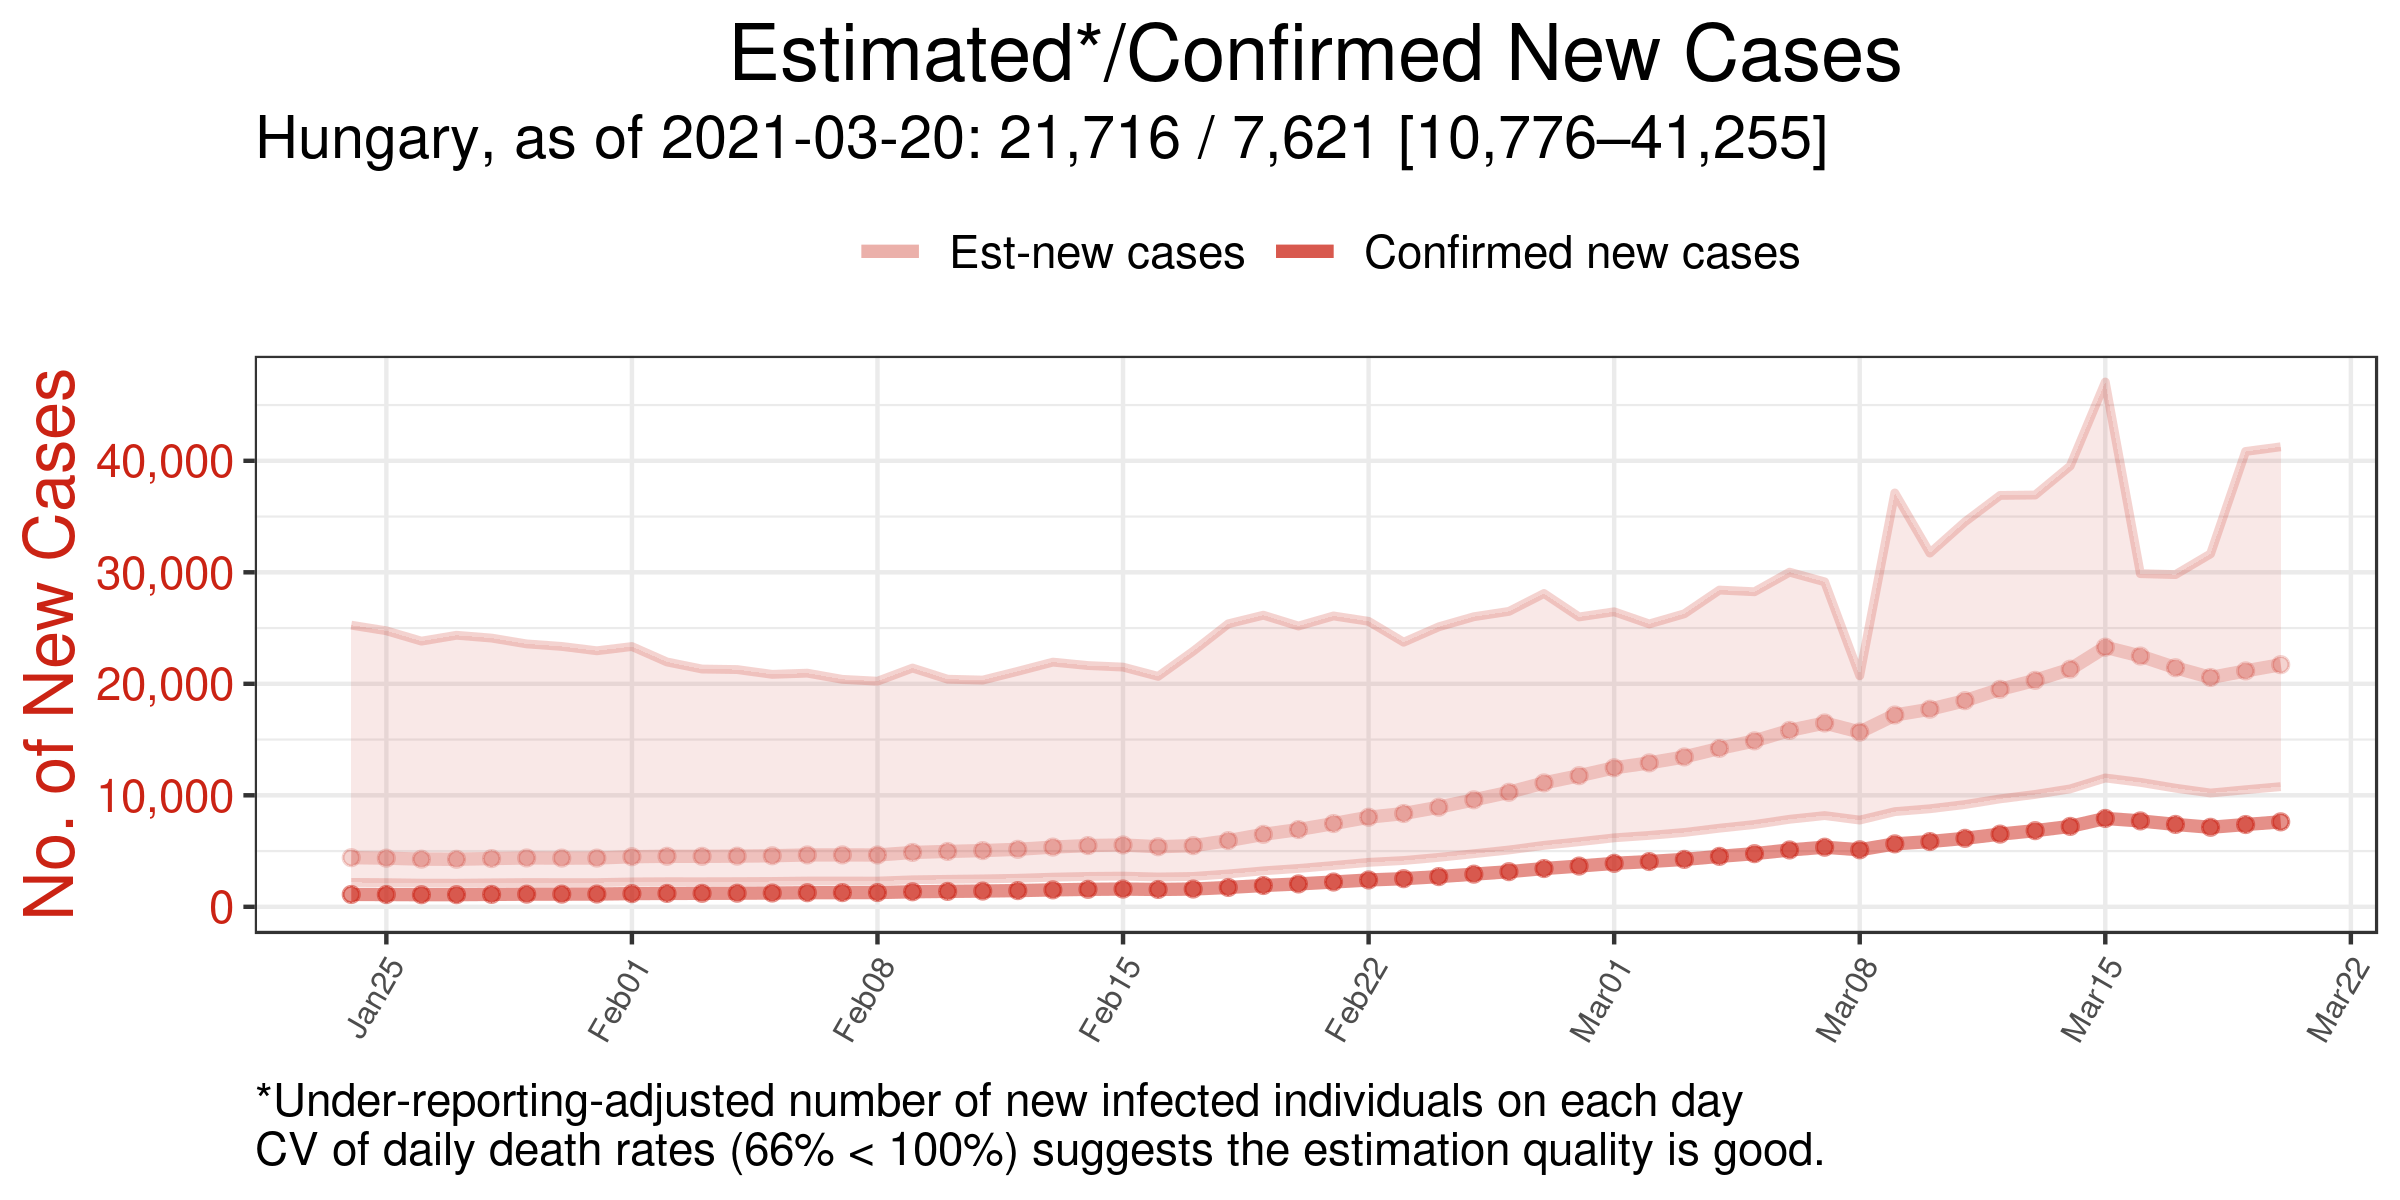 Estimated*/Confirmed New Cases
Hungary, as of 2021-03-20: 21,716 / 7,621 [10,776–41,255]
Est-new cases
Confirmed new cases
No. of New Cases
40,000
30,000
20,000
10,000
0
Jan25
Feb01
Feb08
Feb15
Feb22
Mar01
Mar08
Mar15
Mar22
*Under-reporting-adjusted number of new infected individuals on each day
CV of daily death rates (66% < 100%) suggests the estimation quality is good.